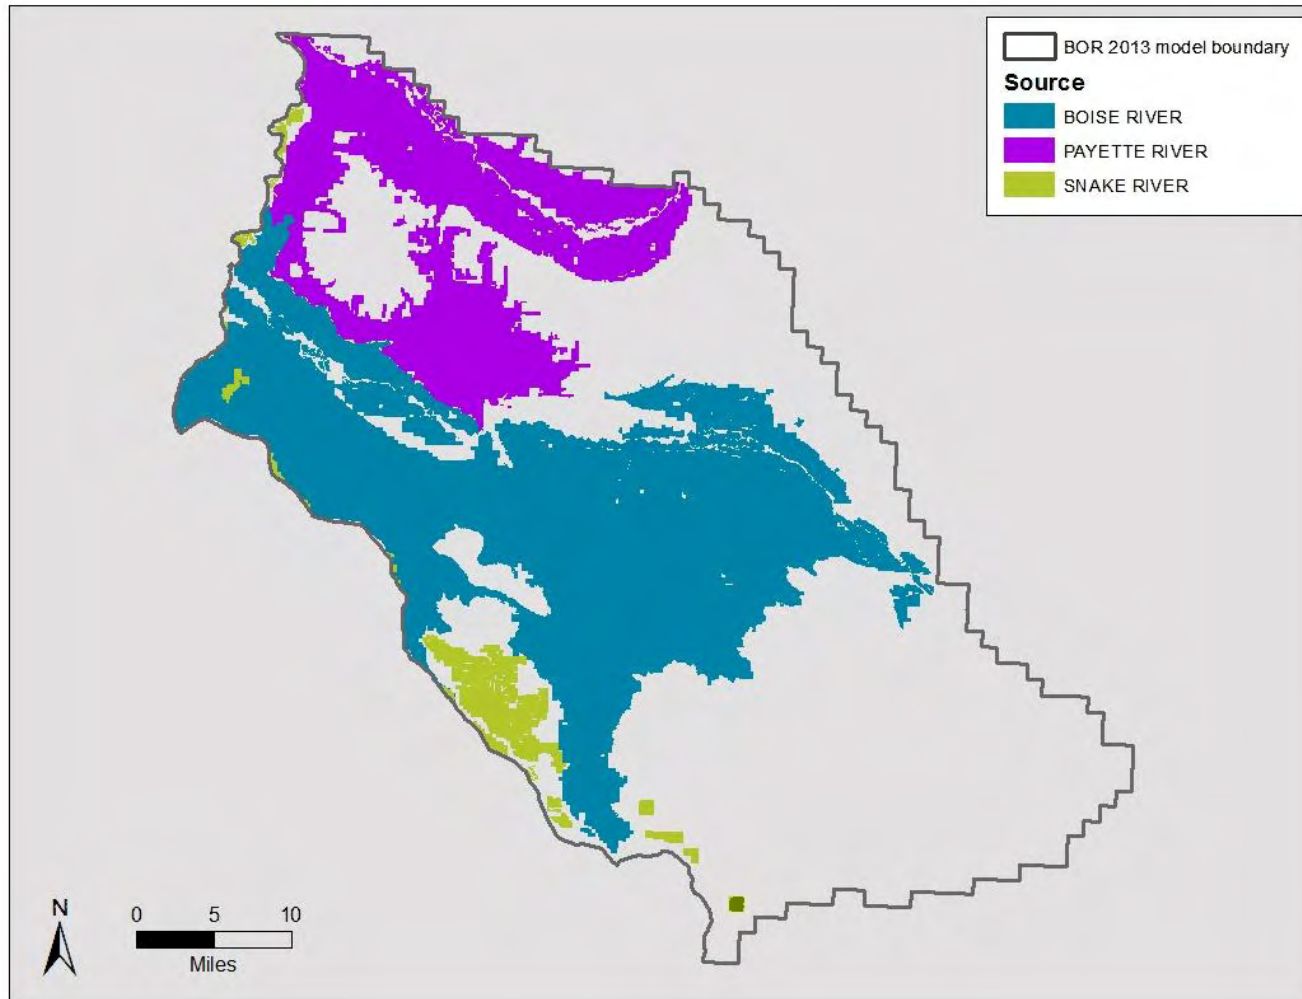 BOR 2013 model boundary
Source
BOISE RIVER
PAYETTE RIVER
SNAKE RIVER
N
0 5 10
Miles